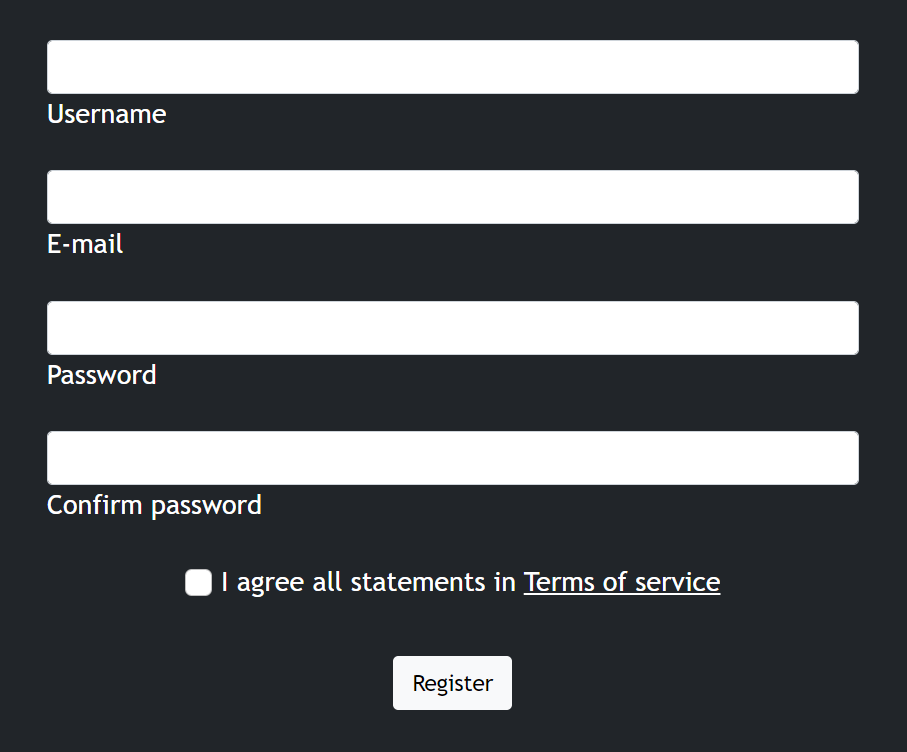 Username
E-mail
Password
Confirm password
I agree all statements in Terms of service
Register